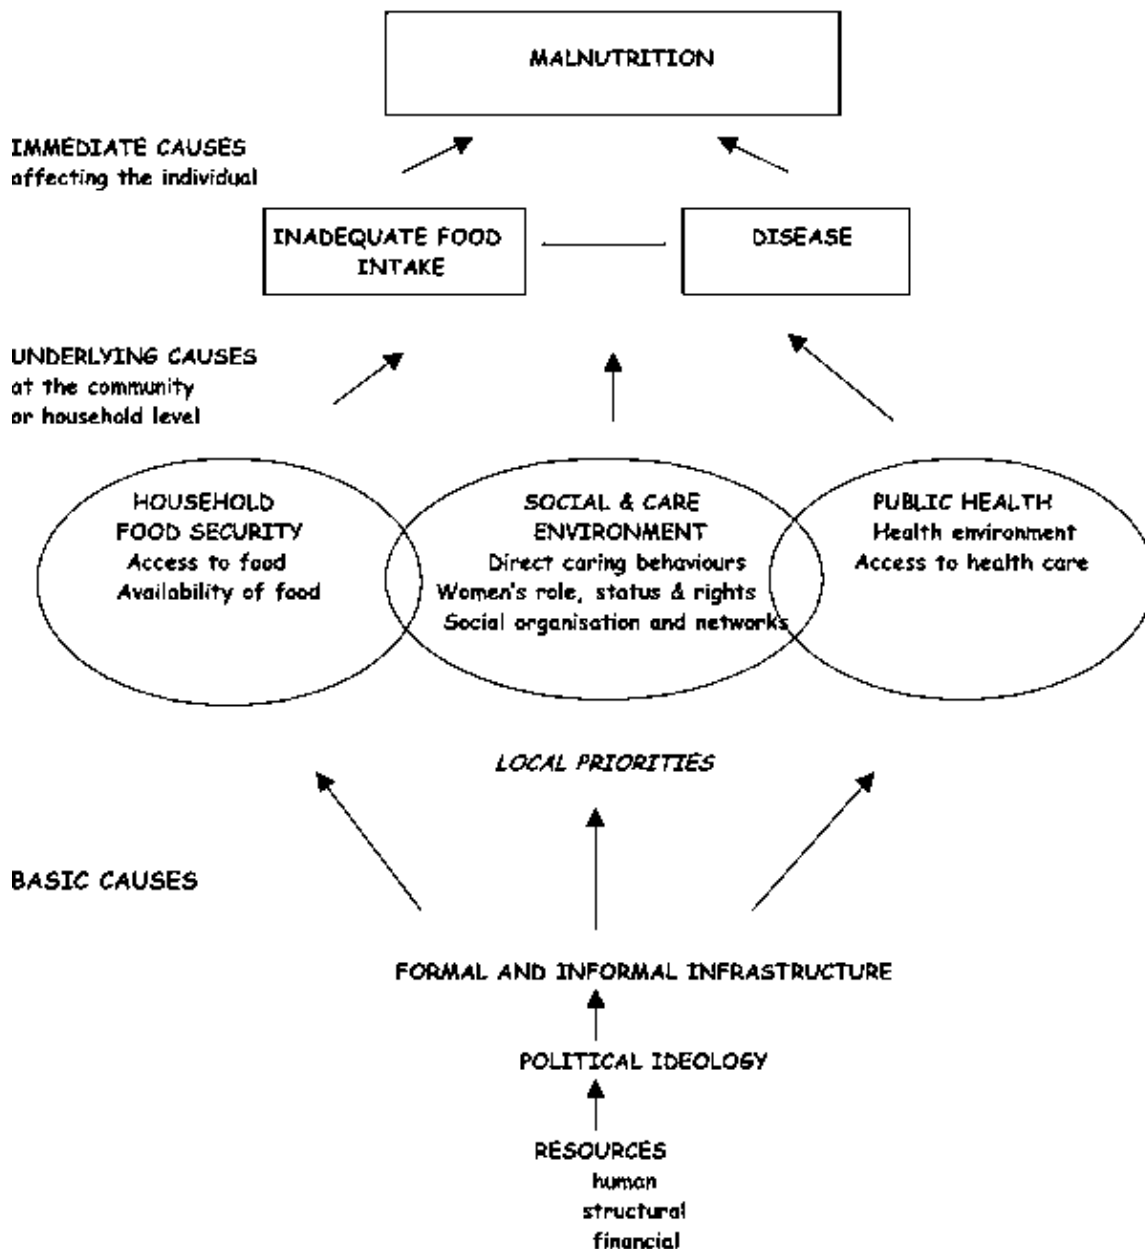 MALNUTRITION
IMMEDIATE CAUSES
affecting the individual
INADEQUATE FOOD
INTAKE
DISEASE
UNDERLYING CAUSES
at the community
or household level
HOUSEHOLD
FOOD SECURITY
Access to food
Availability of food
SOCIAL & CARE
ENVIRONMENT
Direct caring behaviours
Women's role, status & rights
Social organisation and networks
PUBLIC HEALTH
Health environment
Access to health care
LOCAL PRIORITIES
BASIC CAUSES
FORMAL AND INFORMAL INFRASTRUCTURE
POLITICAL IDEOLOGY
RESOURCES
human
structural
financial